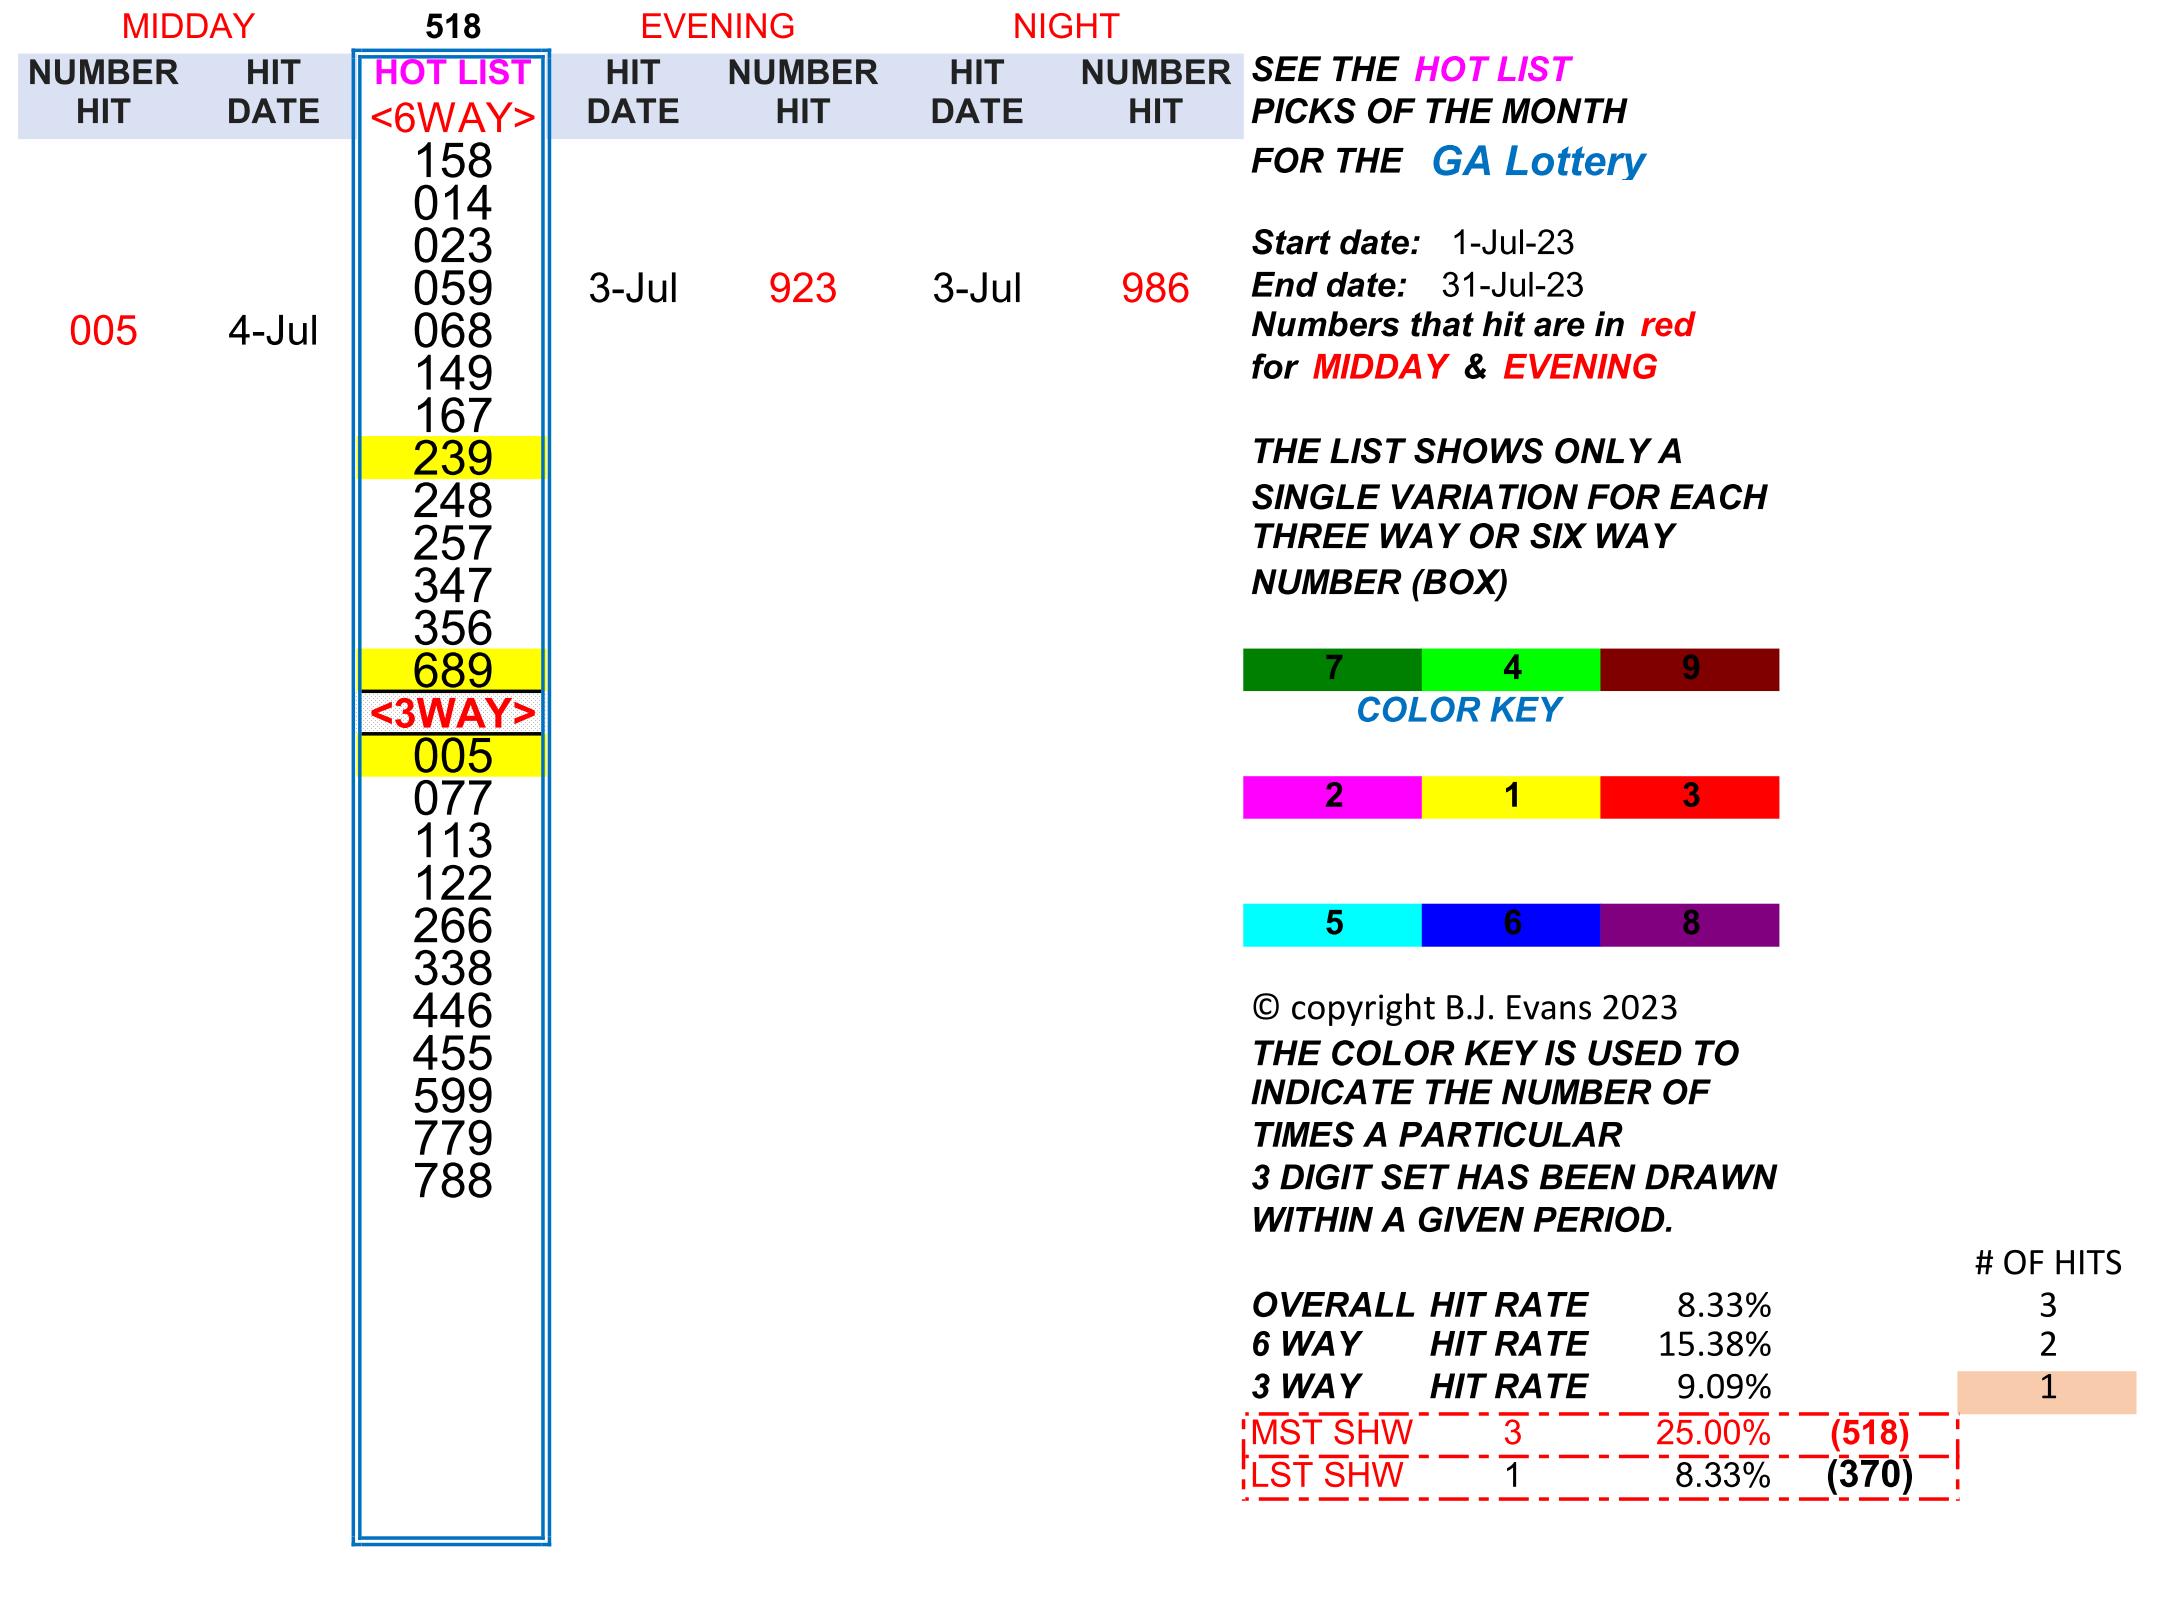 MIDDAY 518 EVENING NIGHT
NUMBER HIT HOT LIST HIT NUMBER HIT NUMBER
HIT DATE <6WAY> DATE HIT DATE HIT
158
014
023
059 3-Jul 923 3-Jul 986
005 4-Jul 068
149
167
239
248
257
347
356
689
<3WAY>
005
077
113
122
266
338
446
455
599
779
788
SEE THE HOT LIST
PICKS OF THE MONTH
FOR THE GA Lottery
Start date: 1-Jul-23
End date: 31-Jul-23
Numbers that hit are in red
for MIDDAY & EVENING
THE LIST SHOWS ONLY A
SINGLE VARIATION FOR EACH
THREE WAY OR SIX WAY
NUMBER (BOX)
7 4 9
COLOR KEY
2 1 3
5 6 8
© copyright B.J. Evans 2023
THE COLOR KEY IS USED TO
INDICATE THE NUMBER OF
TIMES A PARTICULAR
3 DIGIT SET HAS BEEN DRAWN
WITHIN A GIVEN PERIOD.
# OF HITS
OVERALL HIT RATE 8.33% 3
6 WAY HIT RATE 15.38% 2
3 WAY HIT RATE 9.09% 1
MST SHW 3 25.00% (518)
LST SHW 1 8.33% (370)